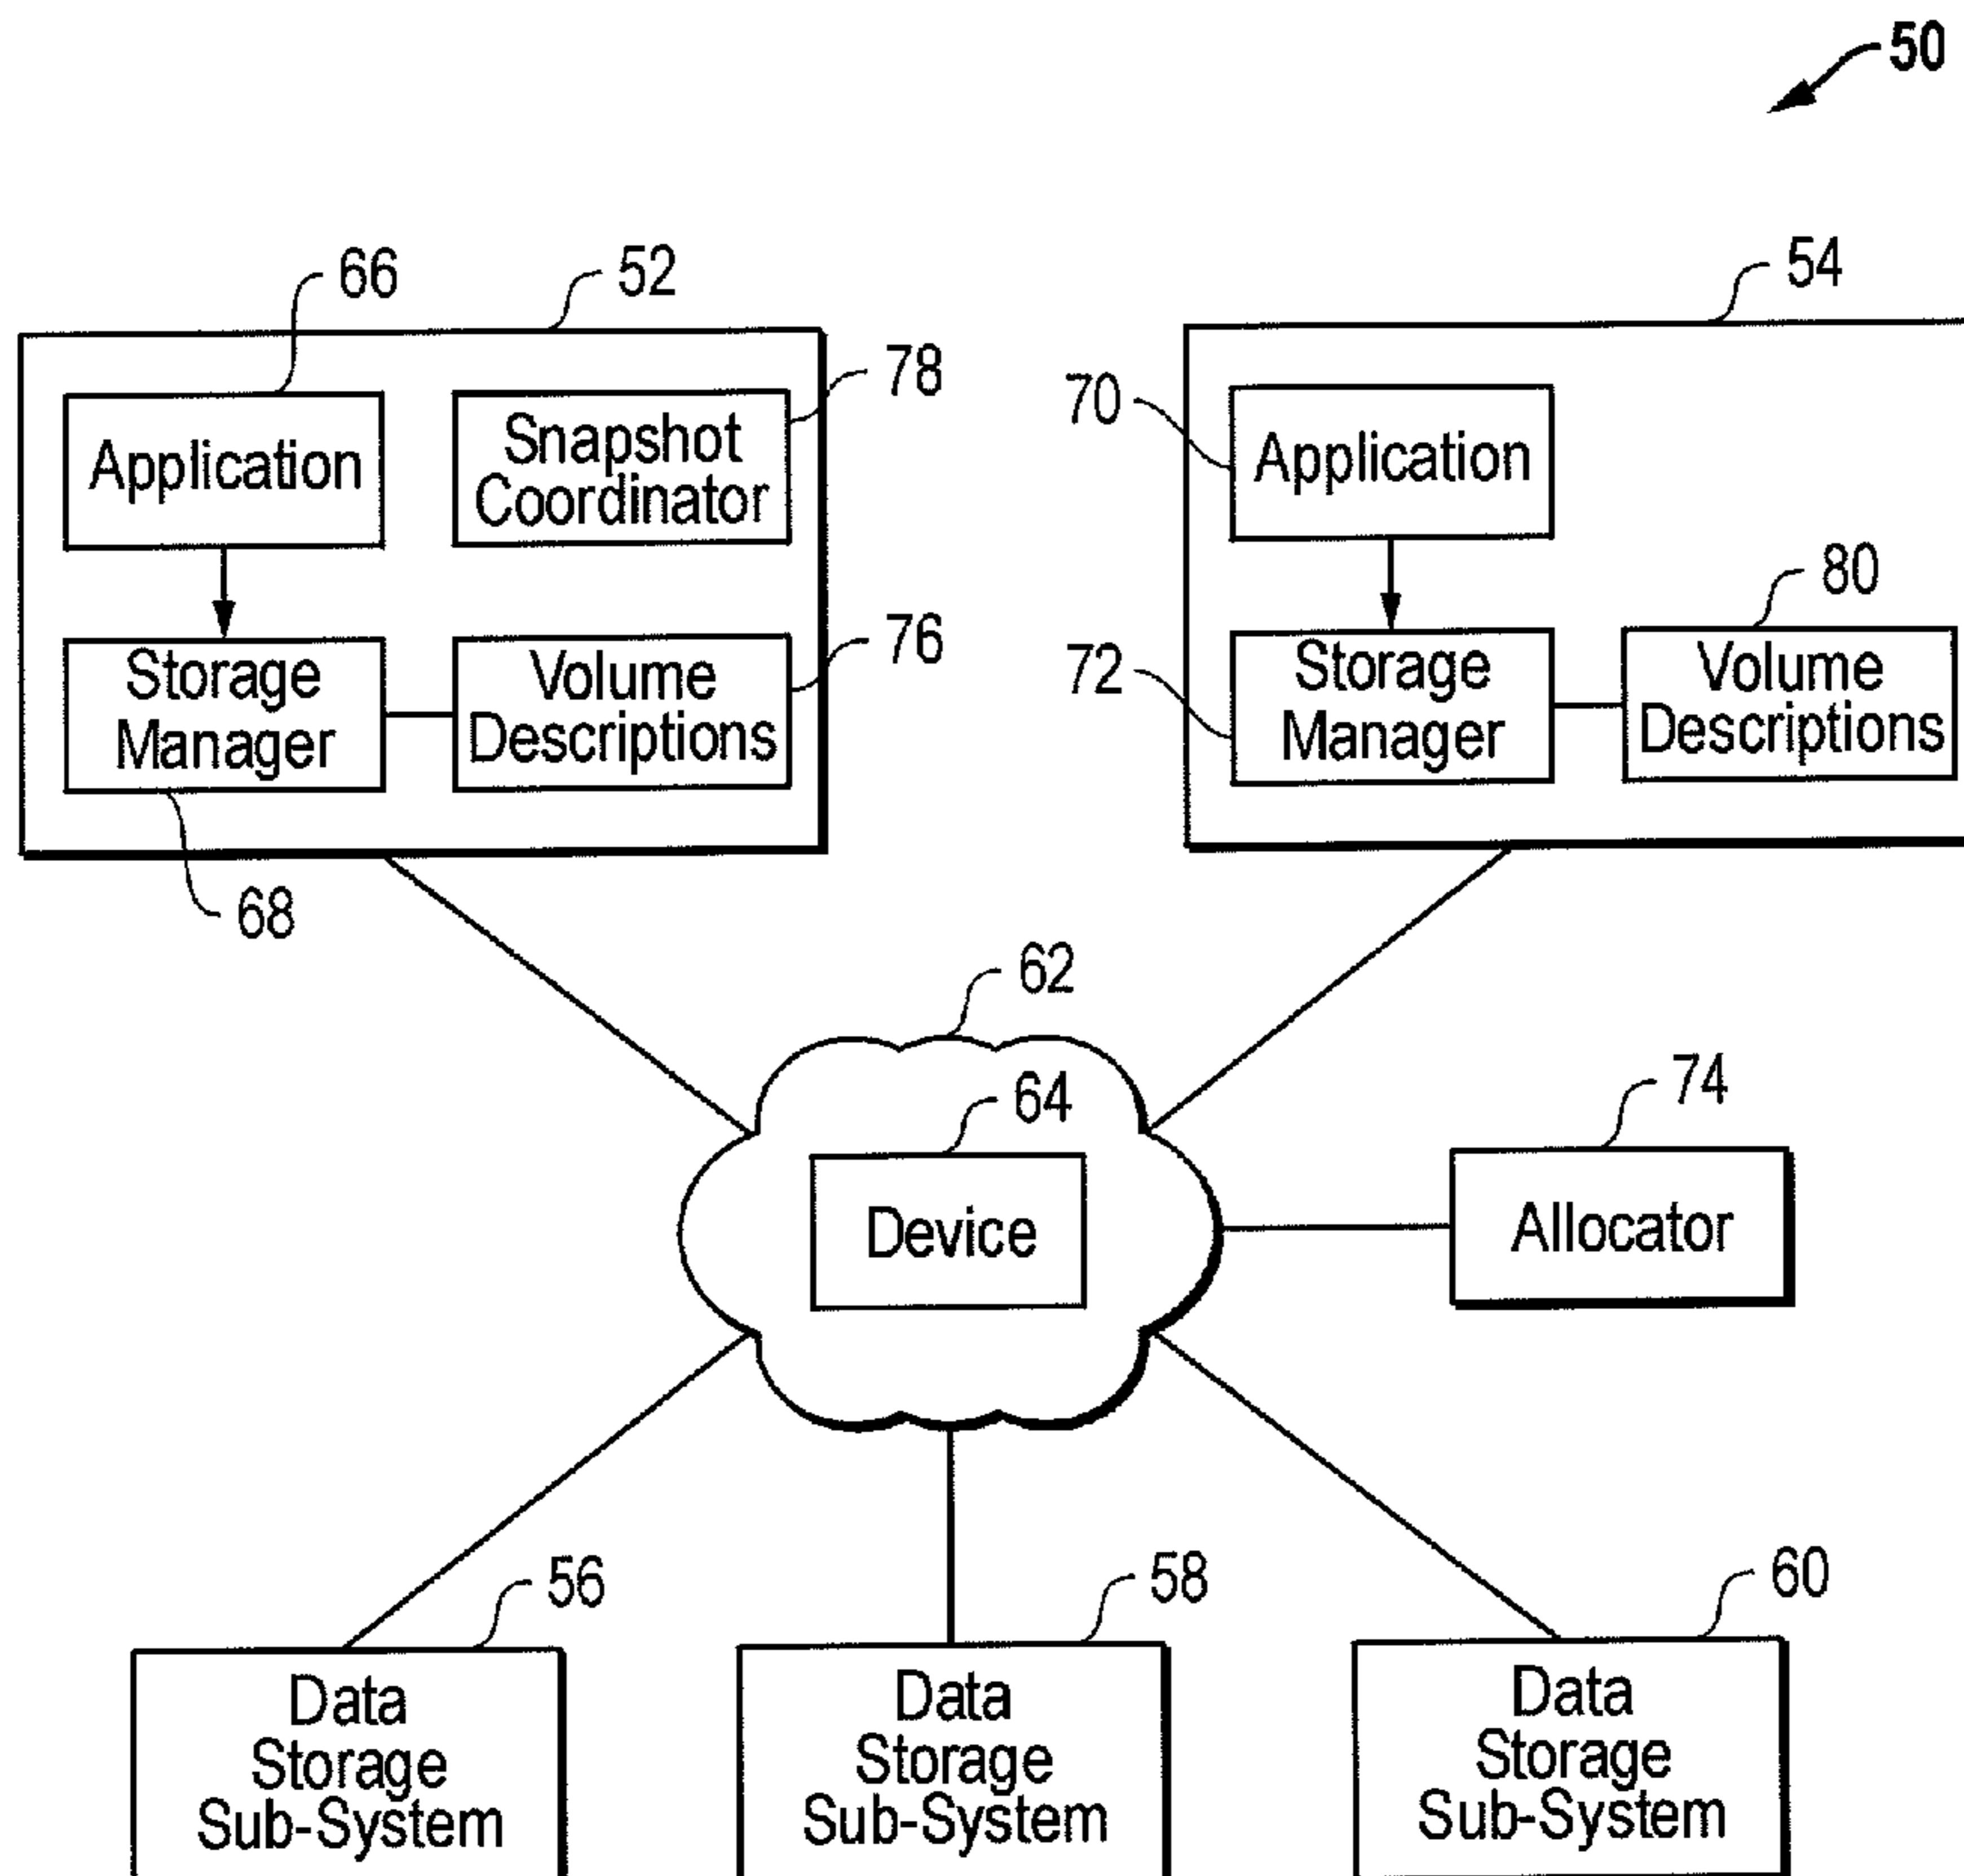 50
66
52
54
78
70
Application
Snapshot
Coordinator
Application
80
76
72
Storage
Manager
Volume
Descriptions
Storage
Manager
Volume
Descriptions
68
62
64
74
Device
Allocator
56
58
60
Data
Storage
Sub-System
Data
Storage
Sub-System
Data
Storage
Sub-System